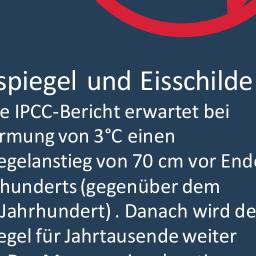 spiegel und Eisschilde
e IPCC-Bericht erwartet bei
rmung von 3°C einen
egelanstieg von 70 cm vor Ende
hunderts (gegenüber dem
Jahrhundert) . Danach wird de
egel für Jahrtausende weiter